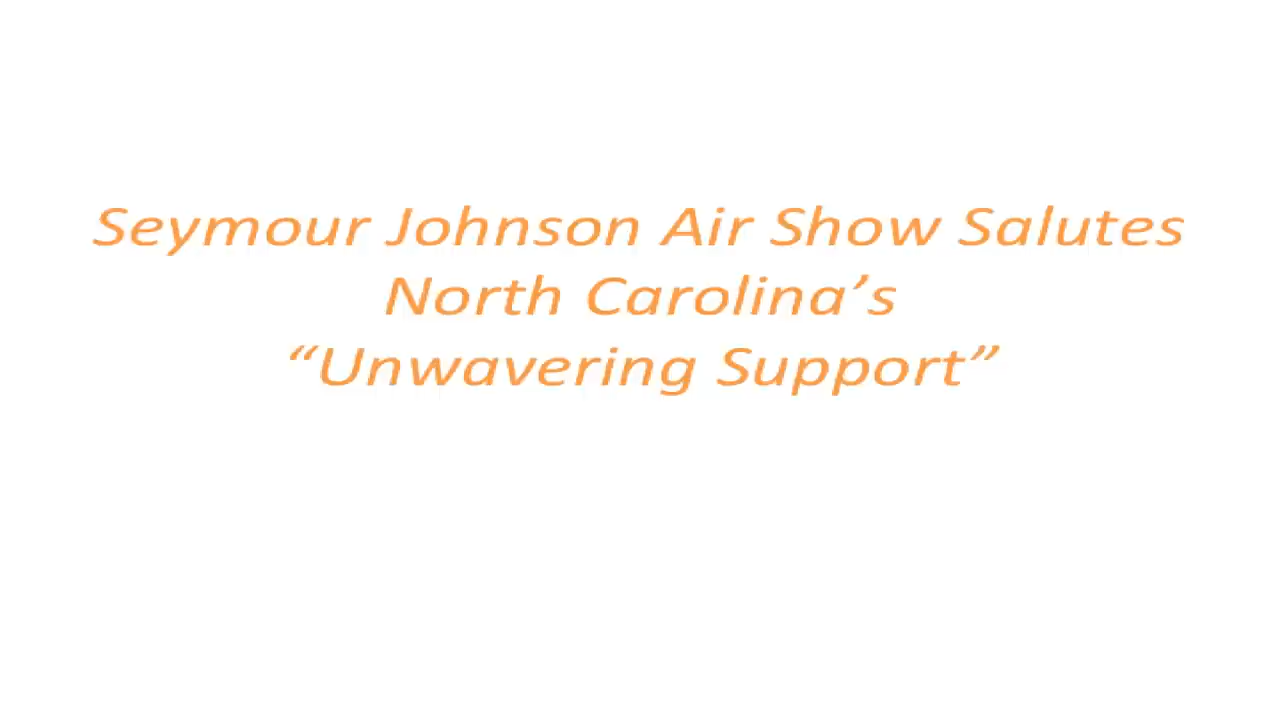 Seymour Johnson Air Show Salutes
North Carolina’s
“Unwavering Support”